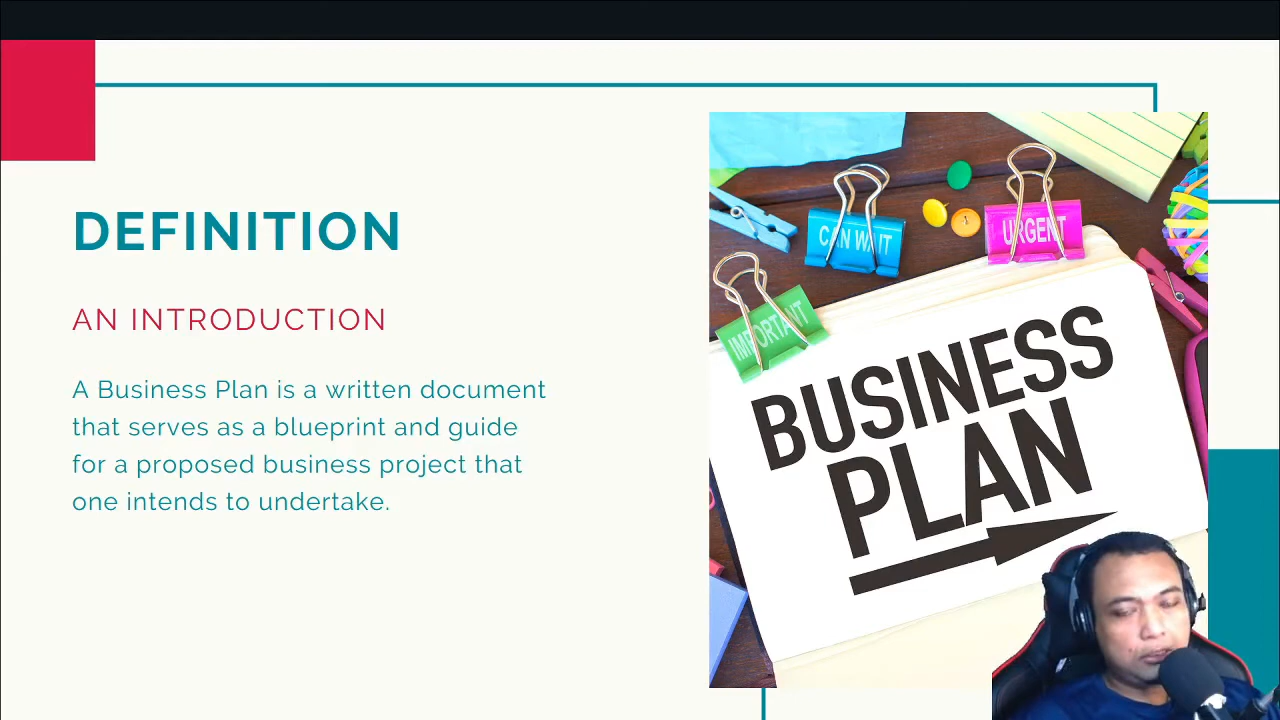 DEFINITION
AN INTRODUCTION
A Business Plan is a written document
that serves as a blueprint and guide
for a proposed business project that
one intends to undertake.
CAN WAIT
URGENT
IMPORTANT
BUSINESS
PLAN